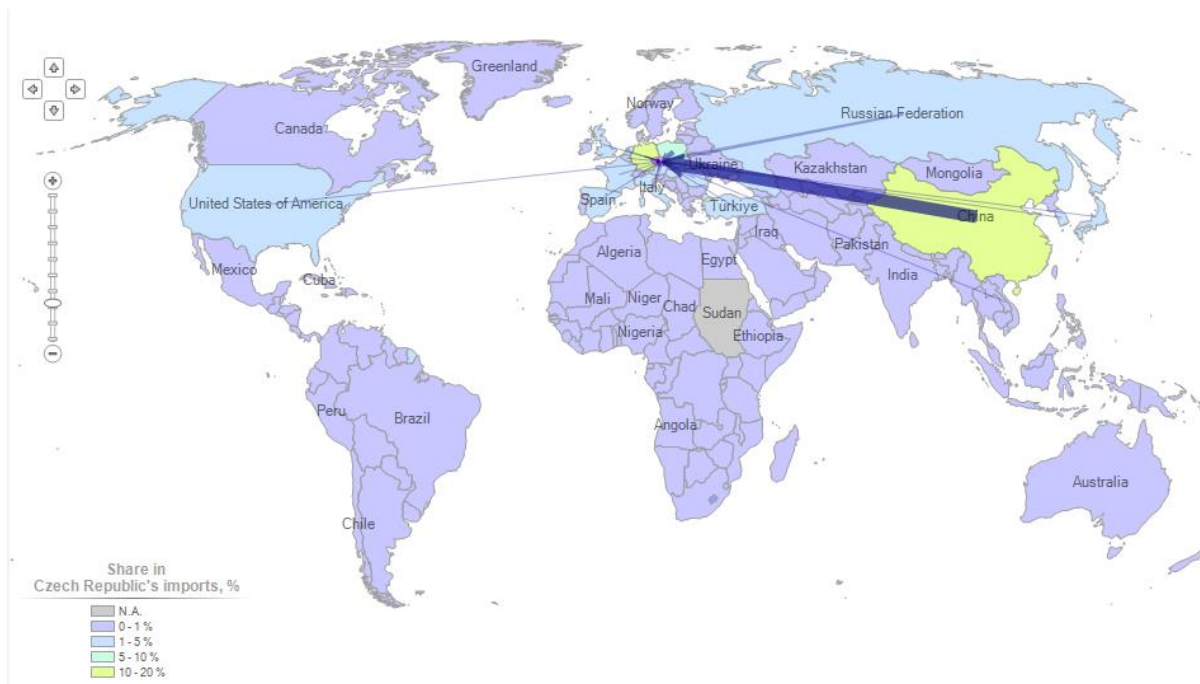 Greenland
Norway
Russian Federation
Canada
Ukraine
Kazakhstan
Mongolia
Italy
Spain
United States of America
Türkiye
China
Iraq
Pakistan
Algeria
Egypt
India
Mexico
Cuba
Mali
Niger
Chad
Sudan
Nigeria
Ethiopia
Peru
Brazil
Angola
Australia
Chile
Share in
Czech Republic's imports, %
N.A.
0 - 1 %
1 - 5 %
5 - 10 %
10 - 20 %